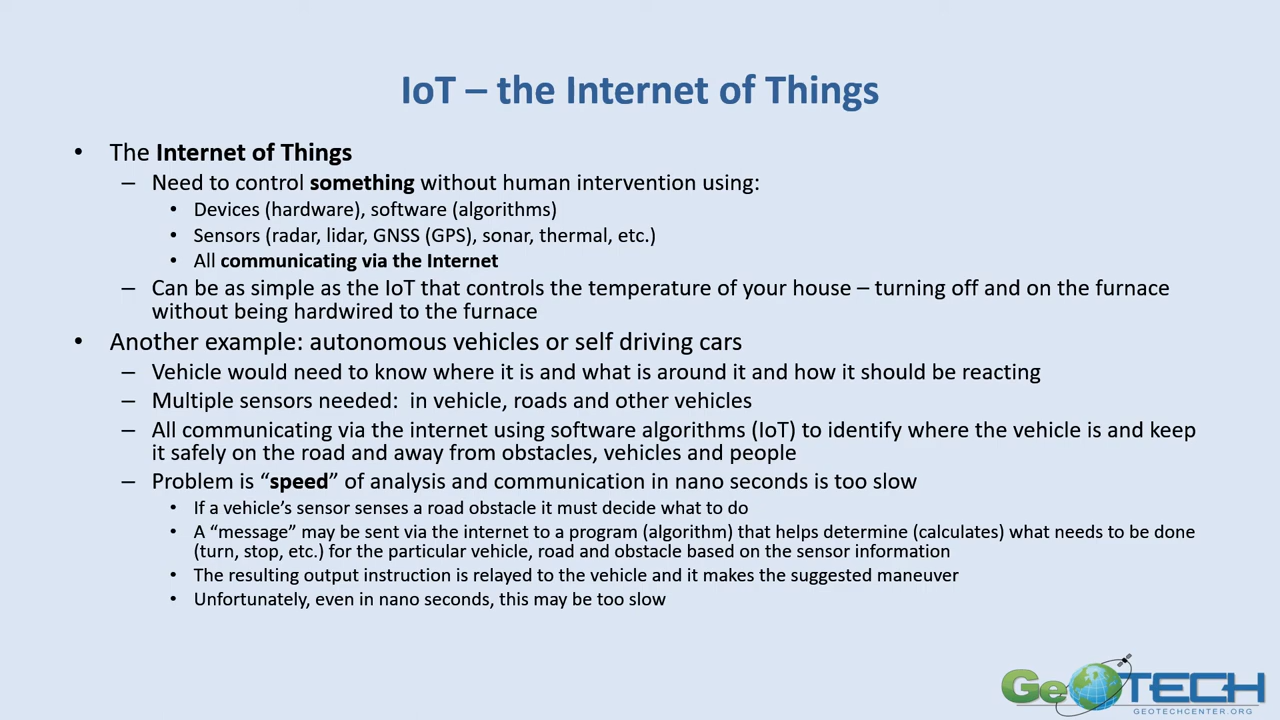 IoT – the Internet of Things
• The Internet of Things
– Need to control something without human intervention using:
• Devices (hardware), software (algorithms)
• Sensors (radar, lidar, GNSS (GPS), sonar, thermal, etc.)
• All communicating via the Internet
– Can be as simple as the IoT that controls the temperature of your house – turning off and on the furnace
without being hardwired to the furnace
• Another example: autonomous vehicles or self driving cars
– Vehicle would need to know where it is and what is around it and how it should be reacting
– Multiple sensors needed: in vehicle, roads and other vehicles
– All communicating via the internet using software algorithms (IoT) to identify where the vehicle is and keep
it safely on the road and away from obstacles, vehicles and people
– Problem is “speed” of analysis and communication in nano seconds is too slow
• If a vehicle’s sensor senses a road obstacle it must decide what to do
• A “message” may be sent via the internet to a program (algorithm) that helps determine (calculates) what needs to be done
(turn, stop, etc.) for the particular vehicle, road and obstacle based on the sensor information
• The resulting output instruction is relayed to the vehicle and it makes the suggested maneuver
• Unfortunately, even in nano seconds, this may be too slow
GeoTECH
GEOTECHCENTER.ORG